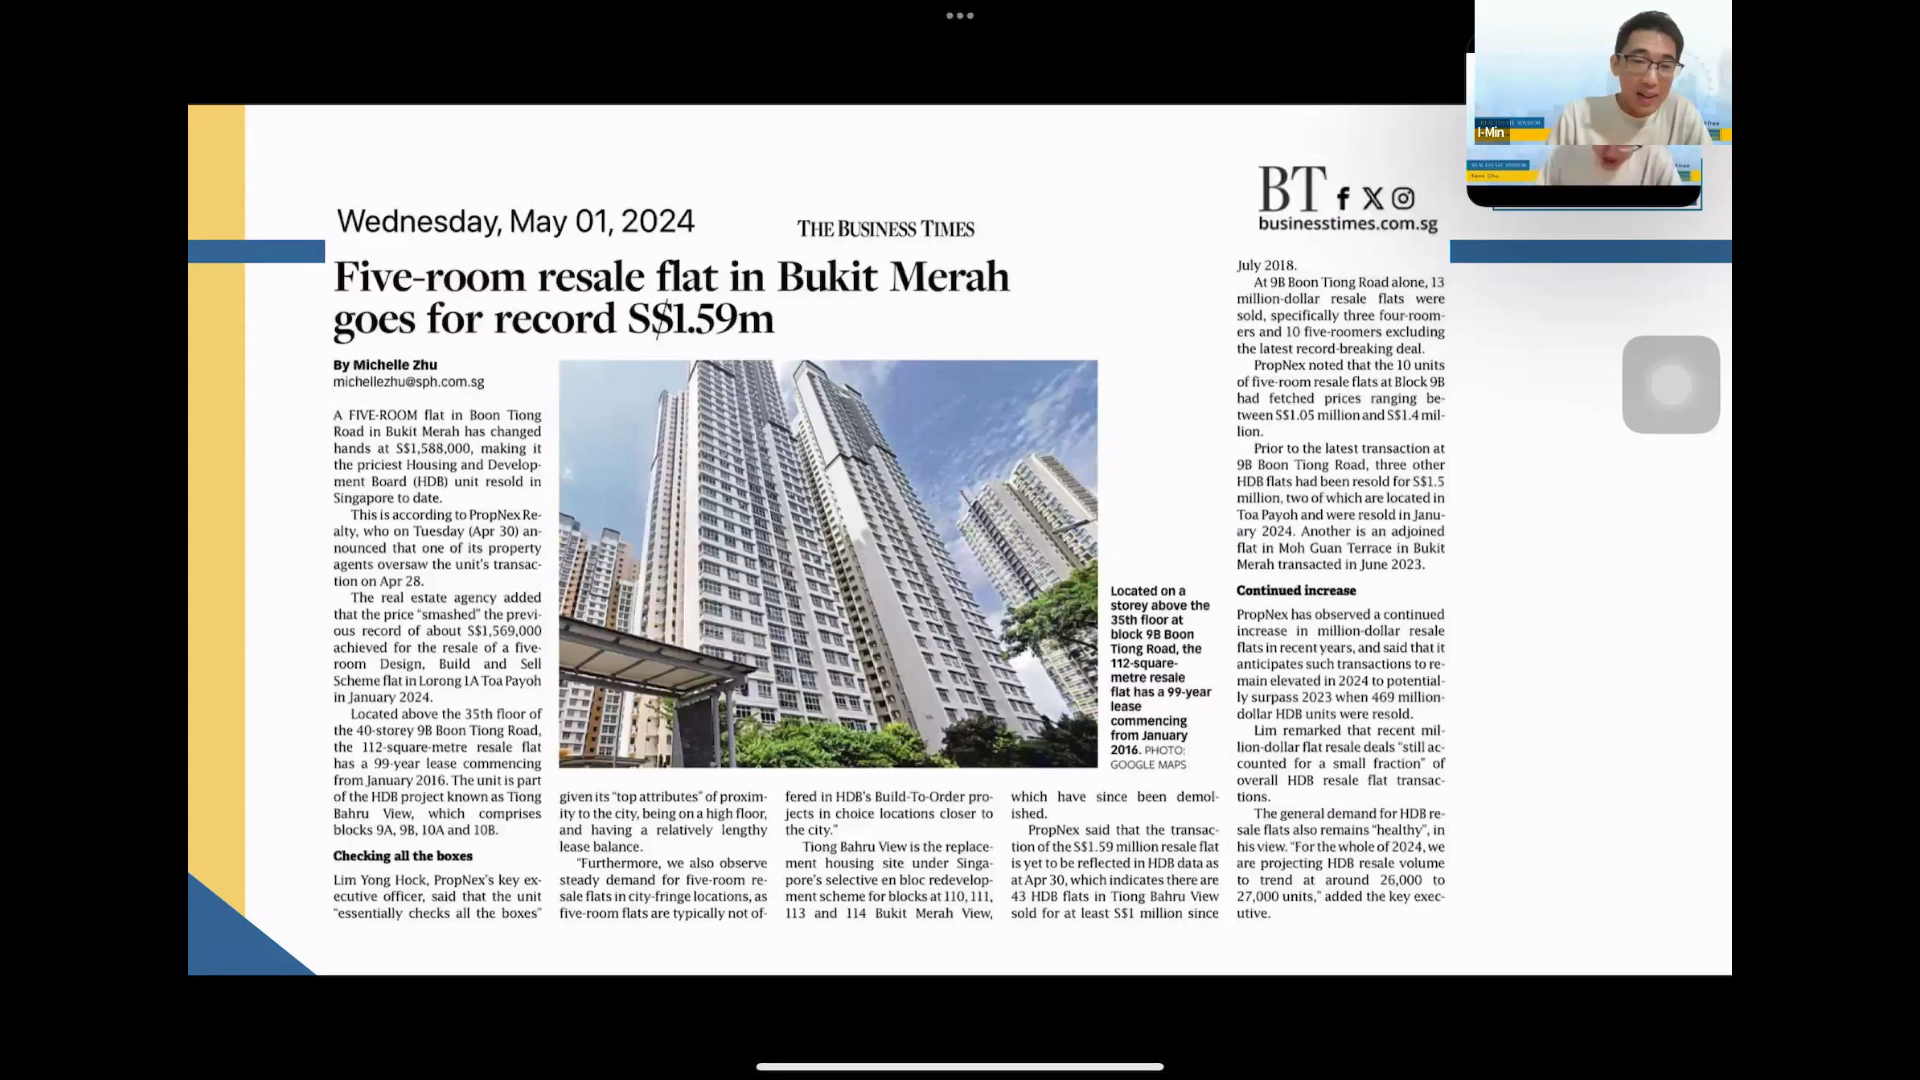 I-Min
Wednesday, May 01, 2024
THE BUSINESS TIMES
BT
businesstimes.com.sg
Five-room resale flat in Bukit Merah
goes for record S$1.59m
By Michelle Zhu
michellezhu@sph.com.sg
A FIVE-ROOM flat in Boon Tiong
Road in Bukit Merah has changed
hands at S$1,588,000, making it
the priciest Housing and Develop-
ment Board (HDB) unit resold in
Singapore to date.
This is according to PropNex Re-
alty, who on Tuesday (Apr 30) an-
nounced that one of its property
agents oversaw the unit's transac-
tion on Apr 28.
The real estate agency added
that the price "smashed" the previ-
ous record of about S$1,569,000
achieved for the resale of a five-
room Design, Build and Sell
Scheme flat in Lorong 1A Toa Payoh
in January 2024.
Located above the 35th floor of
the 40-storey 9B Boon Tiong Road,
the 112-square-metre resale flat
has a 99-year lease commencing
from January 2016. The unit is part
of the HDB project known as Tiong
Bahru View, which comprises
blocks 9A, 9B, 10A and 10B.
Checking all the boxes
Lim Yong Hock, PropNex's key ex-
ecutive officer, said that the unit
"essentially checks all the boxes"
given its "top attributes" of proxim-
ity to the city, being on a high floor,
and having a relatively lengthy
lease balance.
"Furthermore, we also observe
steady demand for five-room re-
sale flats in city-fringe locations, as
five-room flats are typically not of-
fered in HDB's Build-To-Order pro-
jects in choice locations closer to
the city."
Tiong Bahru View is the replace-
ment housing site under Singa-
pore's selective en bloc redevelop-
ment scheme for blocks at 110, 111,
113 and 114 Bukit Merah View,
which have since been demol-
ished.
PropNex said that the transac-
tion of the S$1.59 million resale flat
is yet to be reflected in HDB data as
at Apr 30, which indicates there are
43 HDB flats in Tiong Bahru View
sold for at least S$1 million since
July 2018.
At 9B Boon Tiong Road alone, 13
million-dollar resale flats were
sold, specifically three four-room-
ers and 10 five-roomers excluding
the latest record-breaking deal.
PropNex noted that the 10 units
of five-room resale flats at Block 9B
had fetched prices ranging be-
tween S$1.05 million and S$1.4 mil-
lion.
Prior to the latest transaction at
9B Boon Tiong Road, three other
HDB flats had been resold for S$1.5
million, two of which are located in
Toa Payoh and were resold in Janu-
ary 2024. Another is an adjoined
flat in Moh Guan Terrace in Bukit
Merah transacted in June 2023.
Continued increase
PropNex has observed a continued
increase in million-dollar resale
flats in recent years, and said that it
anticipates such transactions to re-
main elevated in 2024 to potential-
ly surpass 2023 when 469 million-
dollar HDB units were resold.
Lim remarked that recent mil-
lion-dollar flat resale deals "still ac-
counted for a small fraction" of
overall HDB resale flat transac-
tions.
The general demand for HDB re-
sale flats also remains "healthy", in
his view. "For the whole of 2024, we
are projecting HDB resale volume
to trend at around 26,000 to
27,000 units," added the key exec-
utive.
Located on a
storey above the
35th floor at
block 9B Boon
Tiong Road, the
112-square-
metre resale
flat has a 99-year
lease
commencing
from January
2016. PHOTO:
GOOGLE MAPS